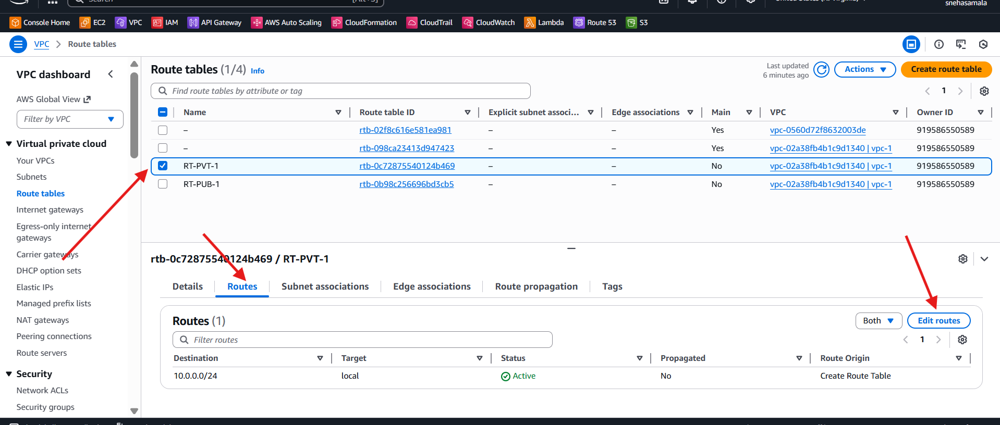 Search
[Alt+S]
snehasamala
Console Home EC2 VPC IAM API Gateway AWS Auto Scaling CloudFormation CloudTrail CloudWatch Lambda Route 53 S3
VPC > Route tables
VPC dashboard
AWS Global View
Filter by VPC
Virtual private cloud
Your VPCs
Subnets
Route tables
Internet gateways
Egress-only internet
gateways
Carrier gateways
DHCP option sets
Elastic IPs
Managed prefix lists
NAT gateways
Peering connections
Route servers
Security
Network ACLs
Security groups
Route tables (1/4) Info
Last updated
6 minutes ago
Actions
Create route table
Find route tables by attribute or tag
1
Name Route table ID Explicit subnet associ... Edge associations Main VPC Owner ID
– rtb-02f8c616e581ea981 – – Yes vpc-0560d72f8632003de 919586550589
– rtb-098ca23413d947423 – – Yes vpc-02a38fb4b1c9d1340 | vpc-1 919586550589
RT-PVT-1 rtb-0c72875540124b469 – – No vpc-02a38fb4b1c9d1340 | vpc-1 919586550589
RT-PUB-1 rtb-0b98c256696bd3cb5 – – No vpc-02a38fb4b1c9d1340 | vpc-1 919586550589
rtb-0c72875540124b469 / RT-PVT-1
Details Routes Subnet associations Edge associations Route propagation Tags
Routes (1)
Both
Edit routes
Filter routes
1
Destination Target Status Propagated Route Origin
10.0.0.0/24 local Active No Create Route Table